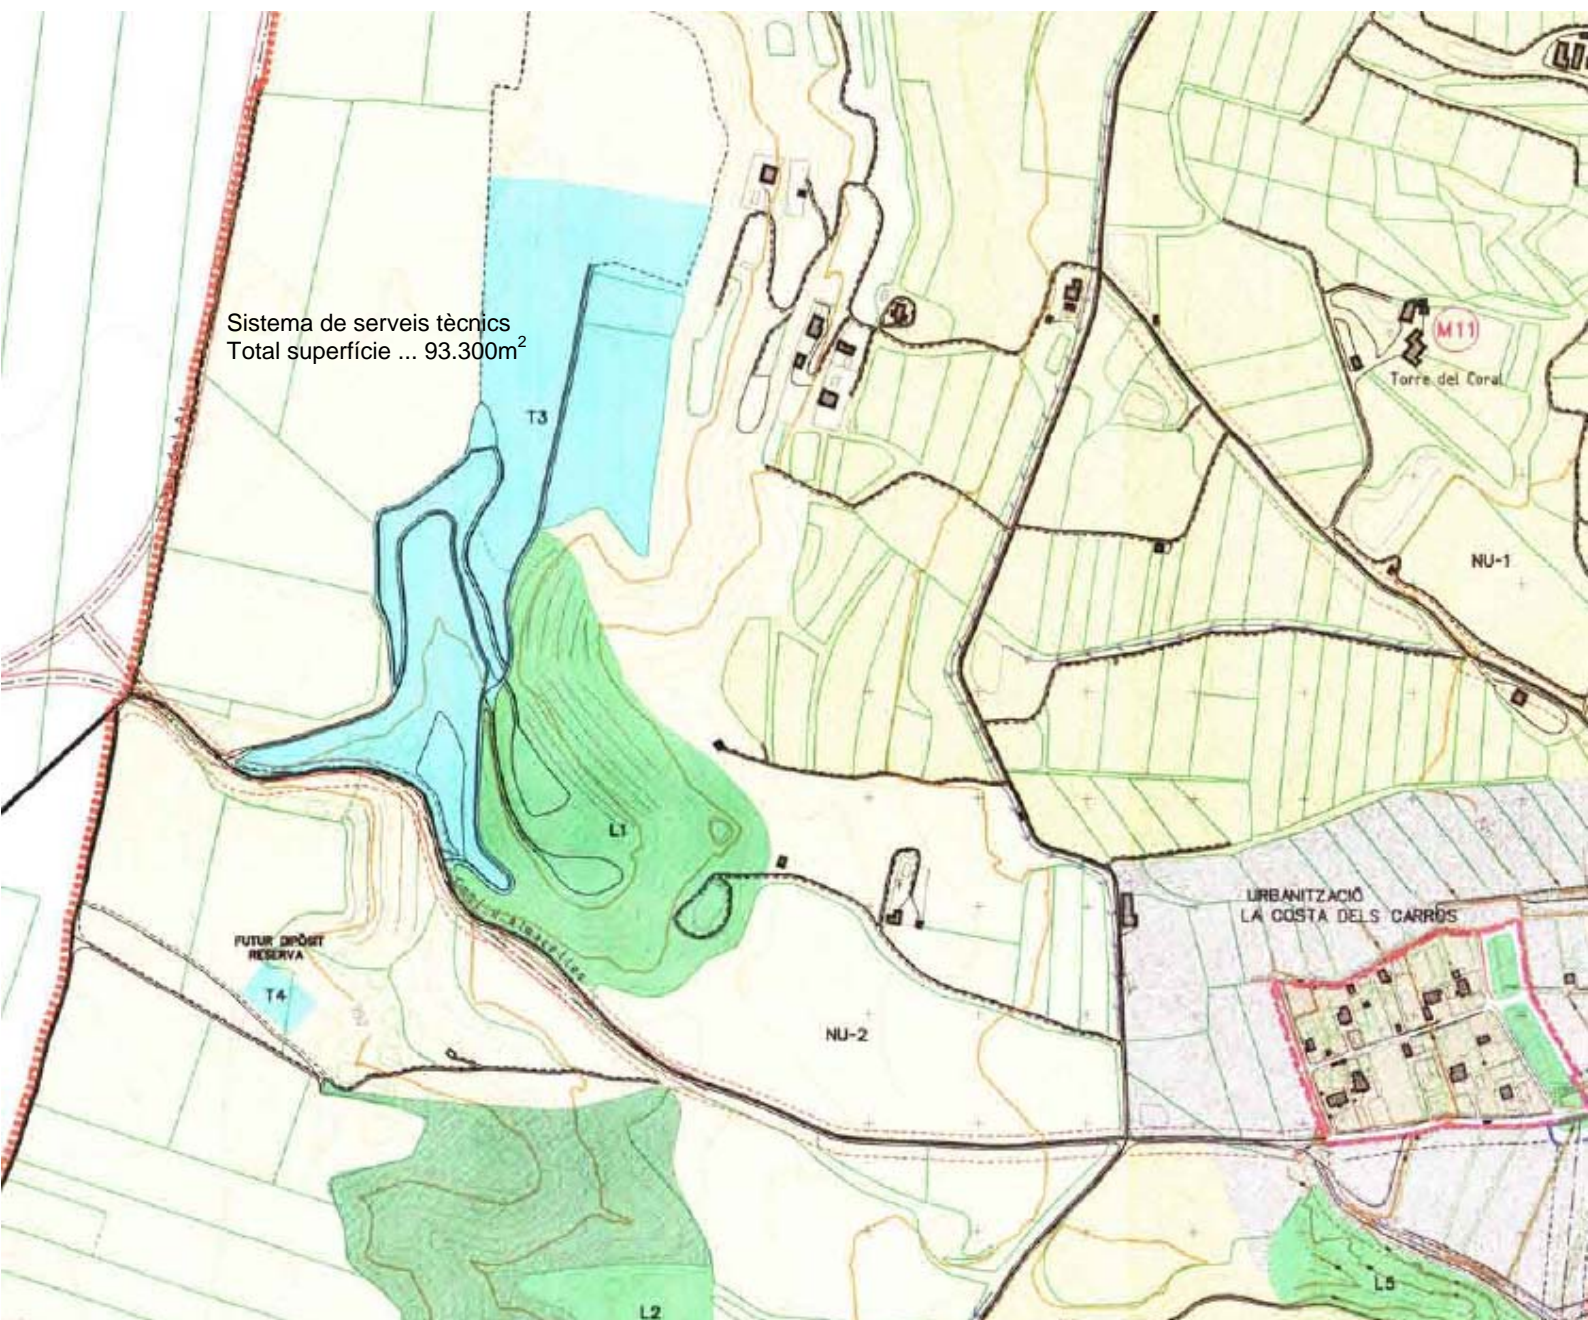 Sistema de serveis tècnics
Total superfície ... 93.300m²
T3
M11
Torre del Coral
NU-1
L1
URBANITZACIÓ
LA COSTA DELS CARROS
FUTUR DIPÒSIT
RESERVA
T4
NU-2
L2
L5